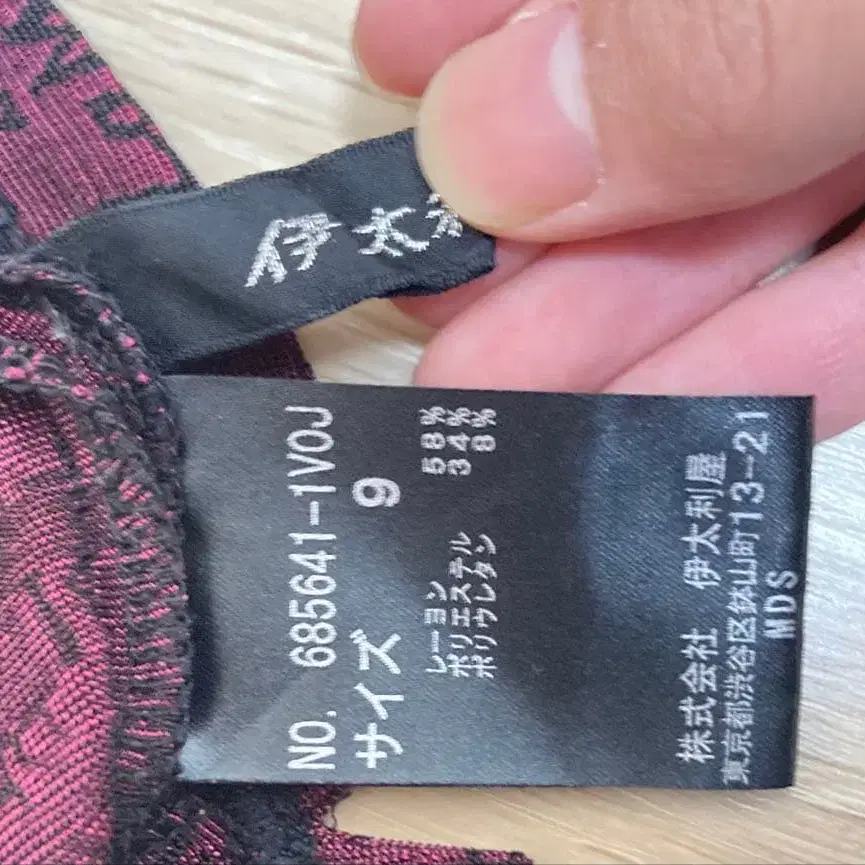 伊太
NO. 685641-1VOJ
サイズ 9
レーヨン 58%
ポリエステル 34%
ポリウレタン 8%
株式会社 伊太利屋
東京都渋谷区鉢山町13-21
MDS